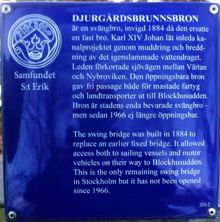 DJURGÅRDSBRUNNSBRON
är en svängbro, invigd 1884 då den ersatte
en fast bro. Karl XIV Johan lät inleda ka-
nalprojektet genom muddring och bredd-
ning av det igenslammade vattendraget.
Leden förkortade sjövägen mellan Värtan
och Nybroviken. Den öppningsbara bron
gav fri passage både för mastade fartyg
och landtransporter ut till Blockhusudden.
Bron är stadens enda bevarade svängbro –
men sedan 1966 ej längre öppningsbar.
The swing bridge was built in 1884 to
replace an earlier fixed bridge. It allowed
access both to sailing vessels and motor
vehicles on their way to Blockhusudden.
This is the only remaining swing bridge
in Stockholm but it has not been opened
since 1966.
Samfundet
S:t Erik
2012